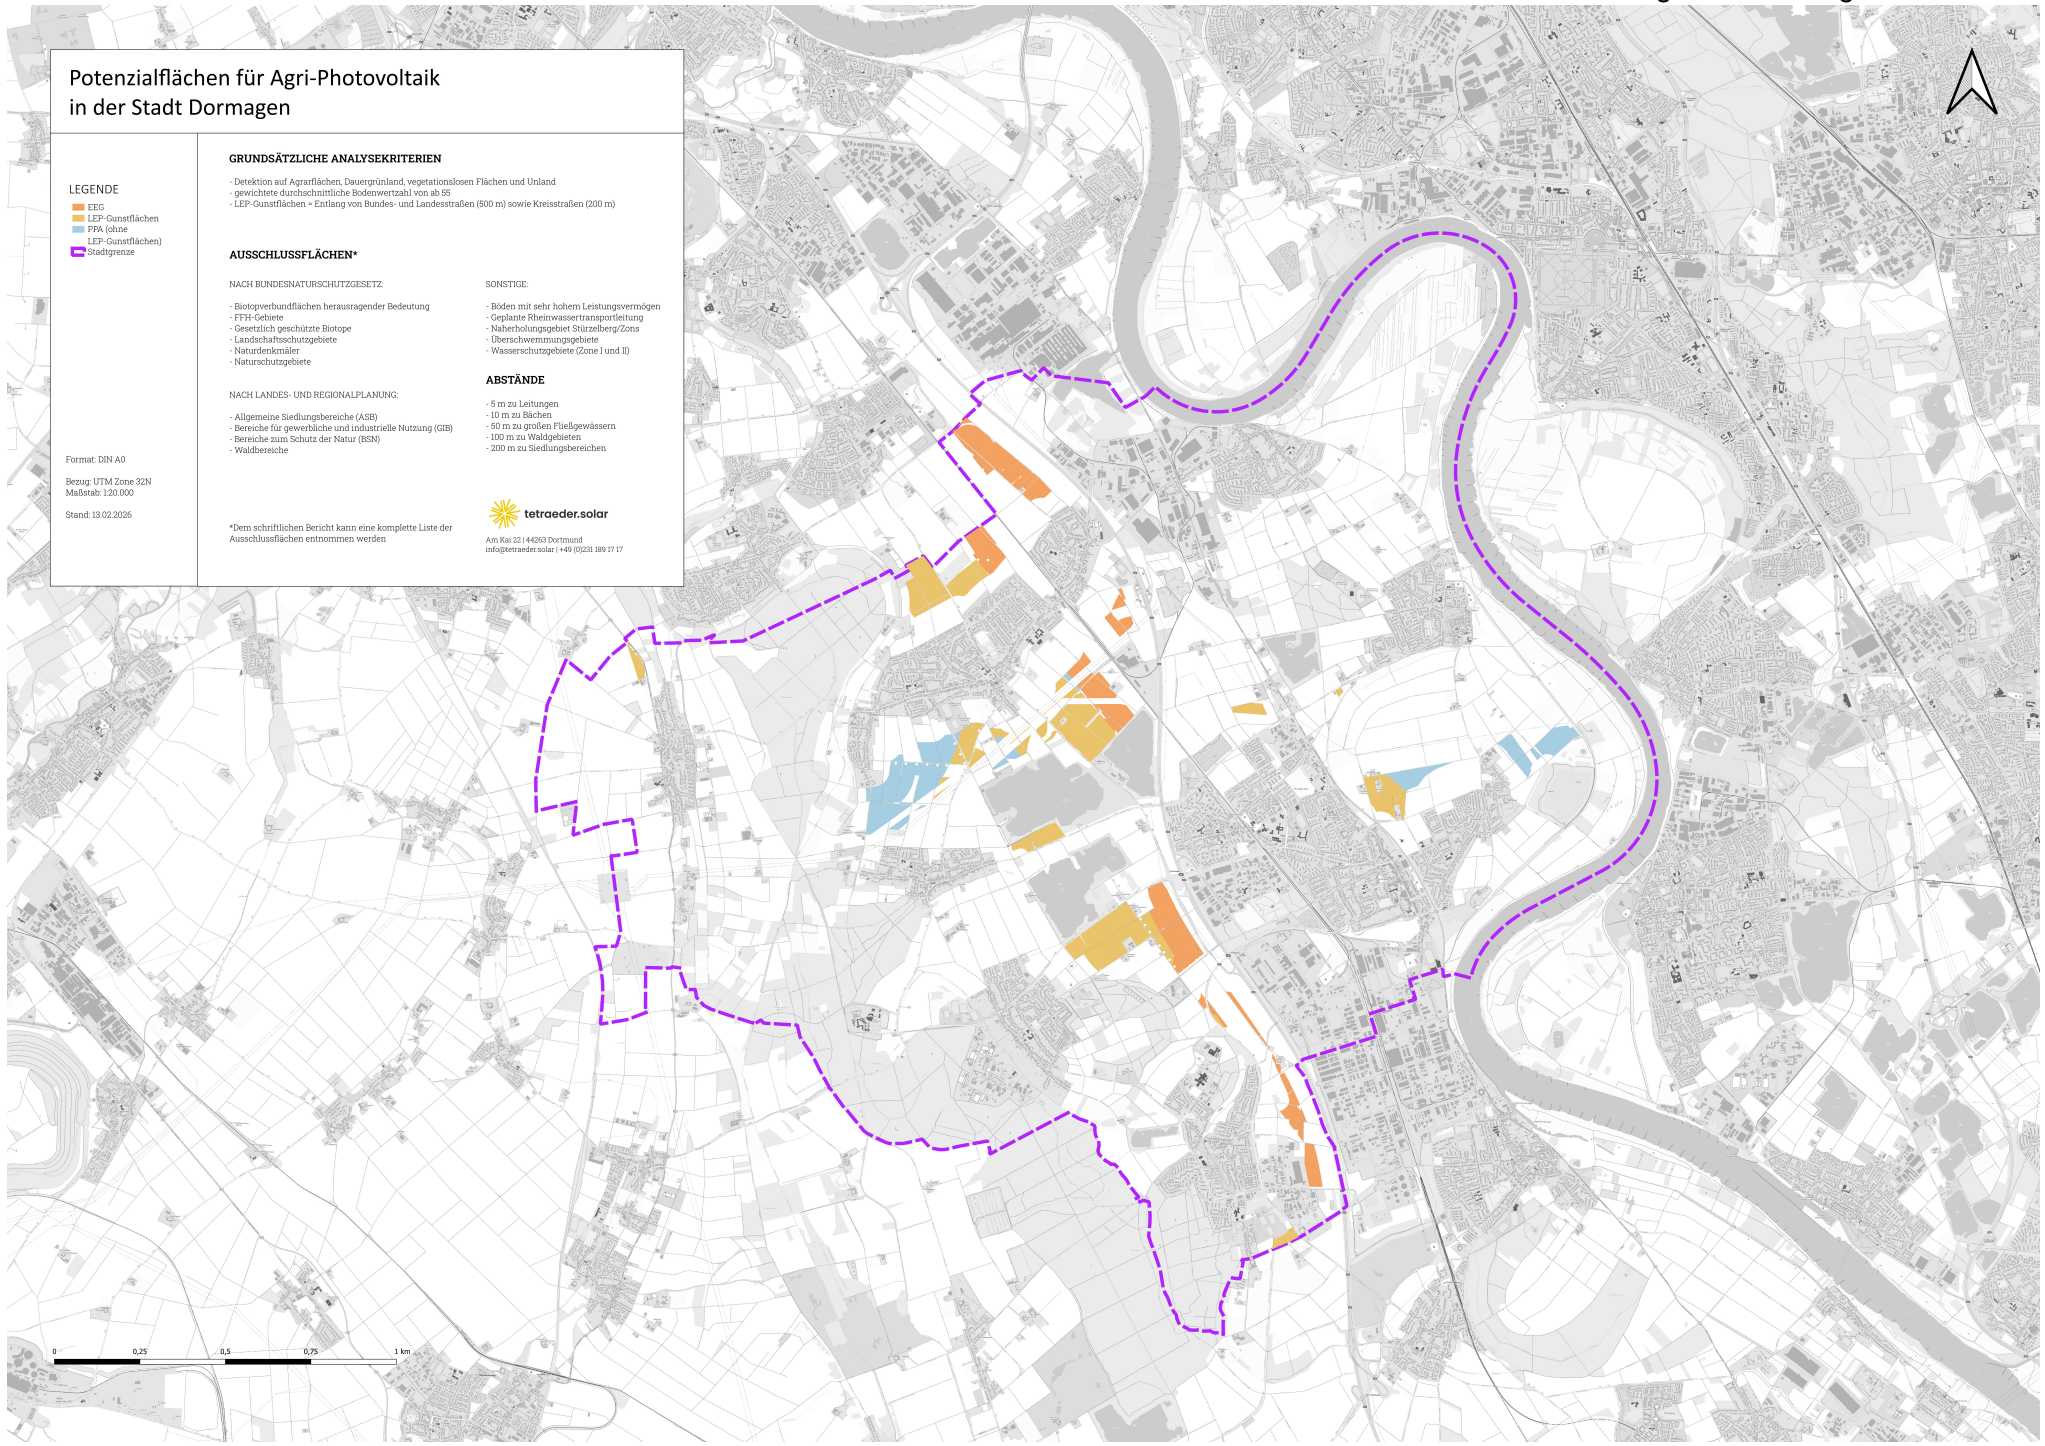 Potenzialflächen für Agri-Photovoltaik
in der Stadt Dormagen
LEGENDE
EEG
LEP-Gunstflächen
PPA (ohne
LEP-Gunstflächen)
Stadtgrenze
Format: DIN A0
Bezug: UTM Zone 32N
Maßstab: 1:20.000
Stand: 13.02.2026
GRUNDSÄTZLICHE ANALYSEKRITERIEN
- Detektion auf Agrarflächen, Dauergrünland, vegetationslosen Flächen und Unland
- gewichtete durchschnittliche Bodenwertzahl von ab 55
- LEP-Gunstflächen = Entlang von Bundes- und Landesstraßen (500 m) sowie Kreisstraßen (200 m)
AUSSCHLUSSFLÄCHEN*
NACH BUNDESNATURSCHUTZGESETZ:
- Biotopverbundflächen herausragender Bedeutung
- FFH-Gebiete
- Gesetzlich geschützte Biotope
- Landschaftsschutzgebiete
- Naturdenkmäler
- Naturschutzgebiete
NACH LANDES- UND REGIONALPLANUNG:
- Allgemeine Siedlungsbereiche (ASB)
- Bereiche für gewerbliche und industrielle Nutzung (GIB)
- Bereiche zum Schutz der Natur (BSN)
- Waldbereiche
*Dem schriftlichen Bericht kann eine komplette Liste der
Ausschlussflächen entnommen werden
SONSTIGE:
- Böden mit sehr hohem Leistungsvermögen
- Geplante Rheinwassertransportleitung
- Naherholungsgebiet Stürzelberg/Zons
- Überschwemmungsgebiete
- Wasserschutzgebiete (Zone I und II)
ABSTÄNDE
- 5 m zu Leitungen
- 10 m zu Bächen
- 50 m zu großen Fließgewässern
- 100 m zu Waldgebieten
- 200 m zu Siedlungsbereichen
tetraeder.solar
Am Kai 22 | 44263 Dortmund
info@tetraeder.solar | +49 (0)231 189 17 17
0 0,25 0,5 0,75 1 km